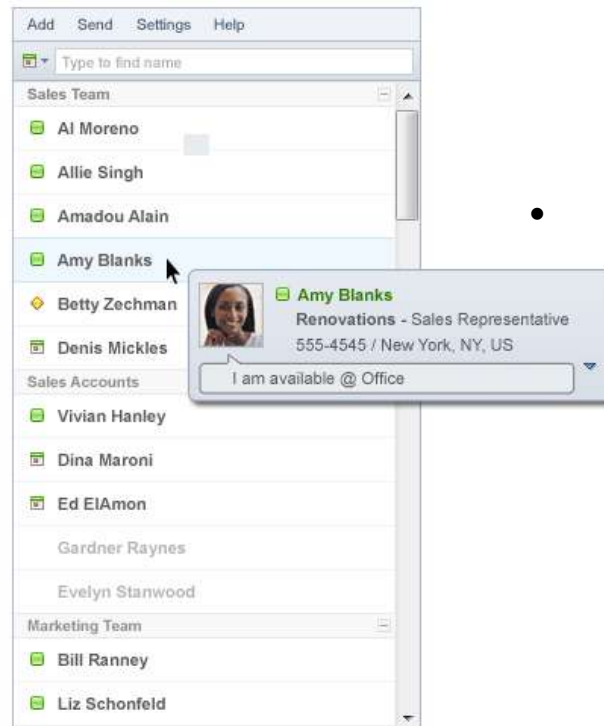 Add Send Settings Help
Type to find name
Sales Team
Al Moreno
Allie Singh
Amadou Alain
Amy Blanks
Betty Zechman
Denis Mickles
Amy Blanks
Renovations - Sales Representative
555-4545 / New York, NY, US
I am available @ Office
Sales Accounts
Vivian Hanley
Dina Maroni
Ed ElAmon
Gardner Raynes
Evelyn Stanwood
Marketing Team
Bill Ranney
Liz Schonfeld